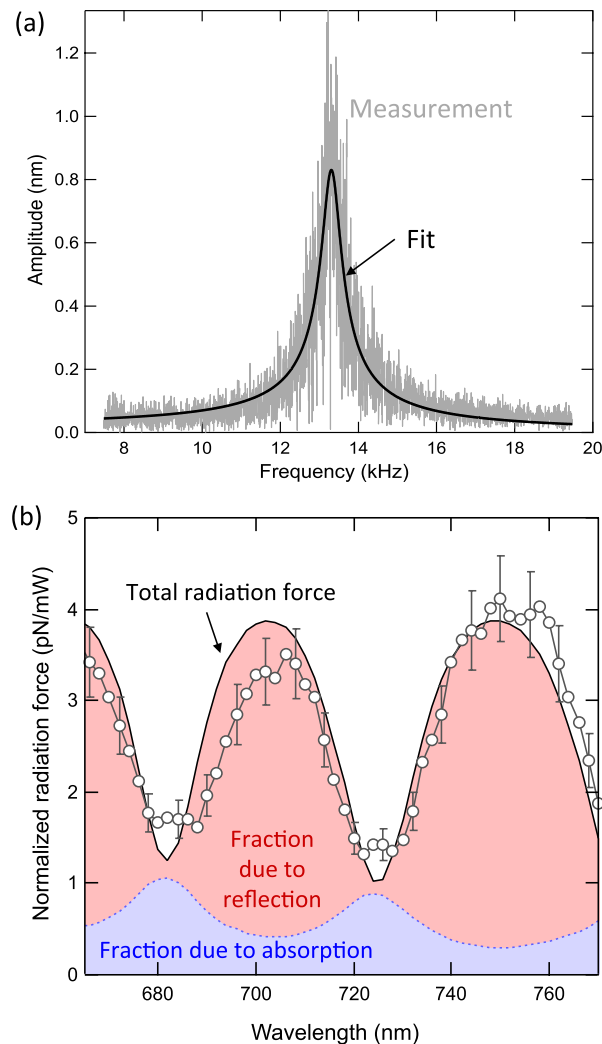 (a)
1.2
1.0
0.8
0.6
0.4
0.2
0.0
Amplitude (nm)
Measurement
Fit
8
10
12
14
16
18
20
Frequency (kHz)
(b)
5
4
3
2
1
0
Normalized radiation force (pN/mW)
Total radiation force
Fraction
due to
reflection
Fraction due to absorption
680
700
720
740
760
Wavelength (nm)